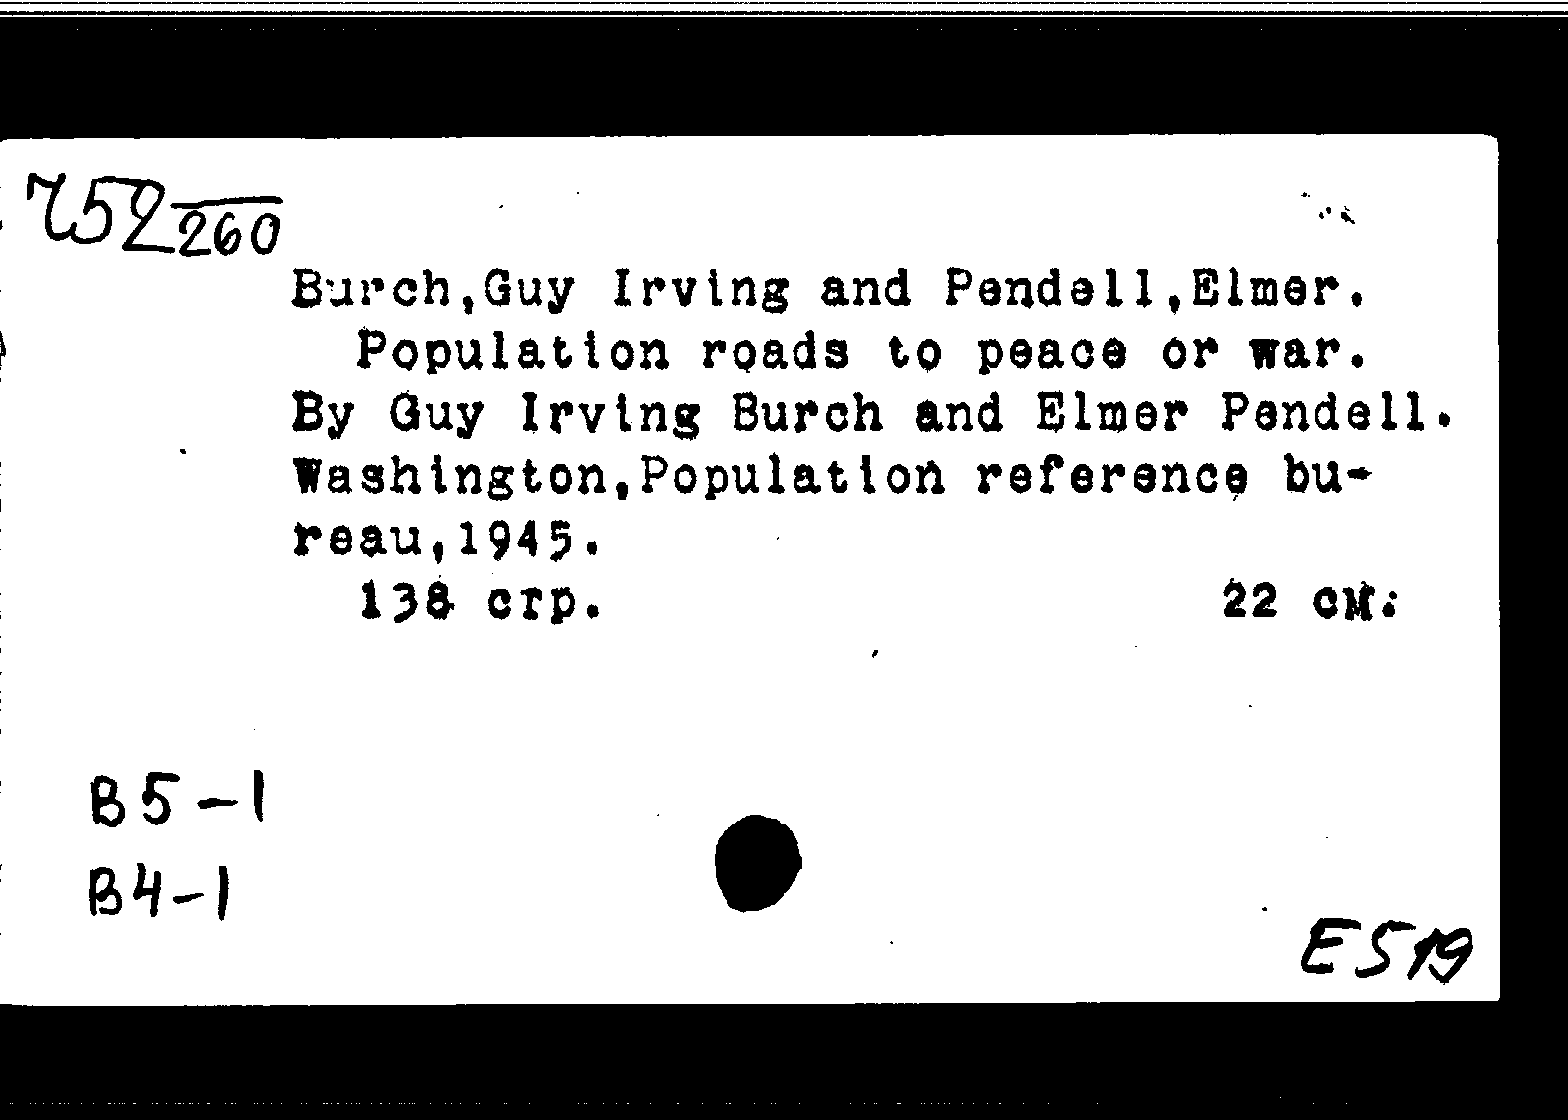 752 260
Burch,Guy Irving and Pendell,Elmer.
Population roads to peace or war.
By Guy Irving Burch and Elmer Pendell.
Washington,Population reference bu-
reau,1945.
138 стр. 22 см.
B5-1
B4-1
E519